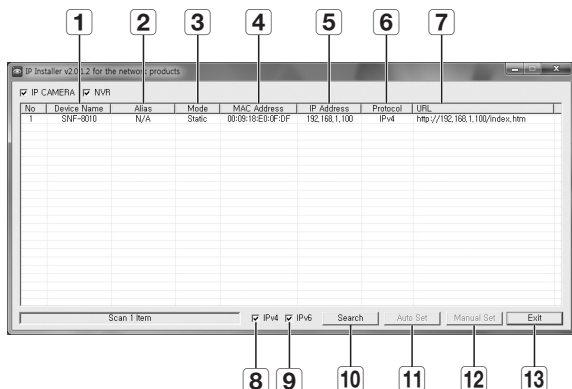 1 2 3 4 5 6 7
IP Installer v2.0.1.2 for the network products
IP CAMERA NVR
No Device Name Alias Mode MAC Address IP Address Protocol URL
1 SNF-8010 N/A Static 00:09:18:E0:0F:DF 192,168,1,100 IPv4 http://192,168,1,100/index,htm
Scan 1 Item IPv4 IPv6 Search Auto Set Manual Set Exit
8 9 10 11 12 13